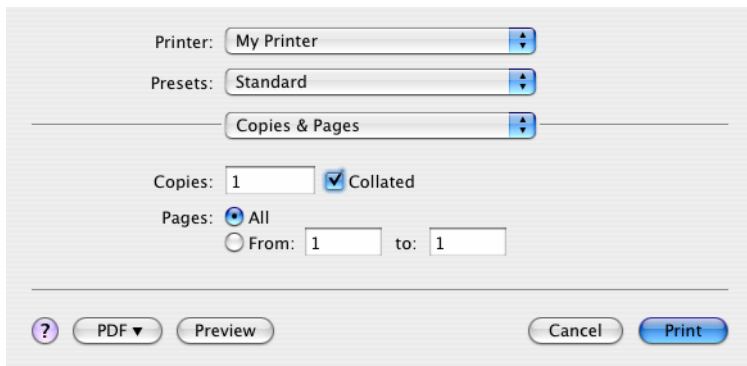 Printer: My Printer
Presets: Standard
Copies & Pages
Copies: 1 Collated
Pages: All
From: 1 to: 1
? PDF ▼ Preview Cancel Print